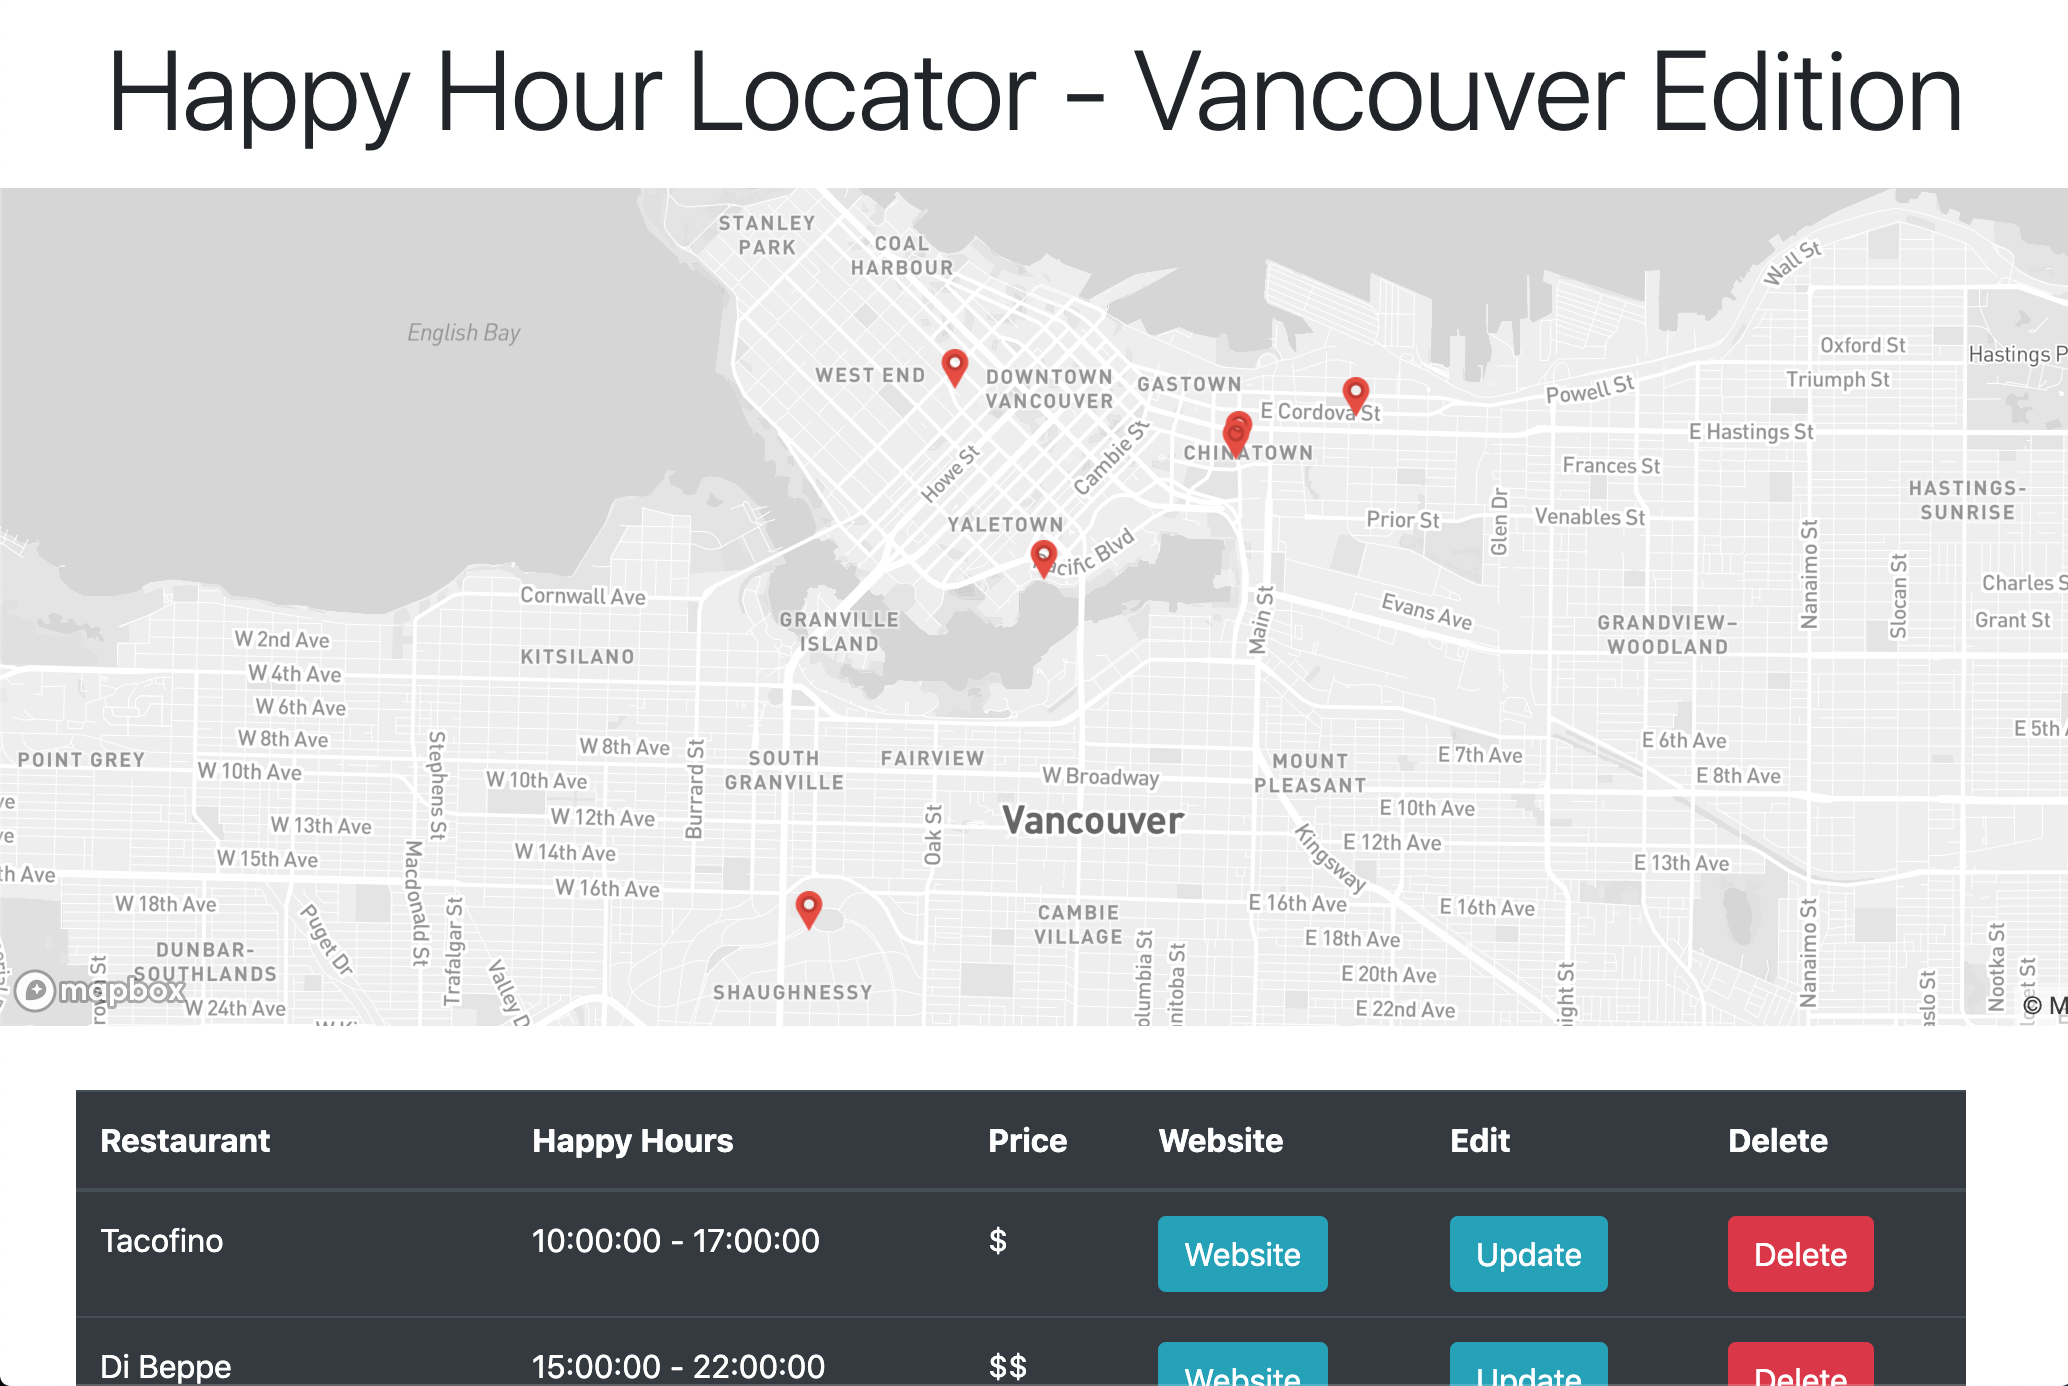 Happy Hour Locator - Vancouver Edition
STANLEY
PARK
COAL
HARBOUR
Wall St
English Bay
Oxford St
Hastings P
WEST END
DOWNTOWN
VANCOUVER
GASTOWN
Triumph St
Powell St
E Cordova St
E Hastings St
CHINATOWN
Cambie St
Howe St
Frances St
HASTINGS-
SUNRISE
YALETOWN
Prior St
Glen Dr
Venables St
Pacific Blvd
Nanaimo St
Slocan St
Charles S
Cornwall Ave
Main St
Evans Ave
GRANVILLE
ISLAND
GRANDVIEW-
WOODLAND
Grant St
W 2nd Ave
KITSILANO
W 4th Ave
W 6th Ave
W 8th Ave
W 8th Ave
Stephens St
Burrard St
SOUTH
GRANVILLE
FAIRVIEW
W Broadway
MOUNT
PLEASANT
E 7th Ave
E 6th Ave
E 5th
POINT GREY
W 10th Ave
W 10th Ave
E 8th Ave
ve
W 12th Ave
Oak St
Vancouver
E 10th Ave
W 13th Ave
ve
W 14th Ave
Kingsway
E 12th Ave
W 15th Ave
E 13th Ave
th Ave
W 16th Ave
Macdonald St
Trafalgar St
W 18th Ave
Puget Dr
E 16th Ave
E 16th Ave
CAMBIE
VILLAGE
Nanaimo St
DUNBAR-
SOUTHLANDS
Valley D
olumbia St
nitoba St
E 18th Ave
E 20th Ave
E 22nd Ave
ight St
aslo St
Nootka St
SHAUGHNESSY
mapbox
W 24th Ave
© M
Restaurant Happy Hours Price Website Edit Delete
Tacofino 10:00:00 - 17:00:00 $ Website Update Delete
Di Beppe 15:00:00 - 22:00:00 $$ Website Update Delete